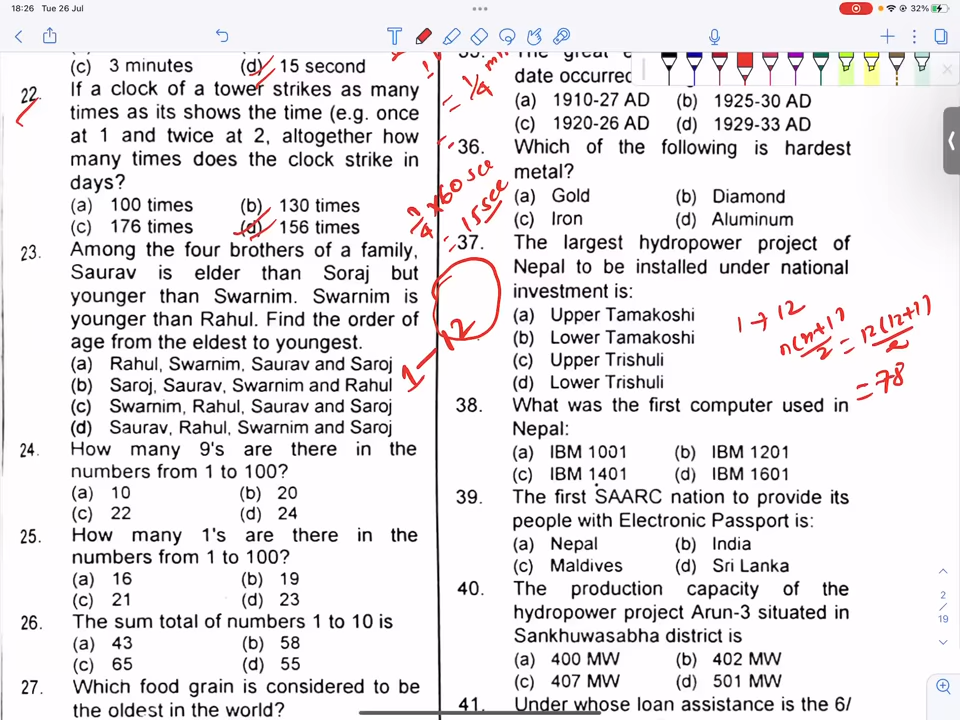 18:26 Tue 26 Jul
32%
(c) 3 minutes (d) 15 second
22. If a clock of a tower strikes as many
times as its shows the time (e.g. once
at 1 and twice at 2, altogether how
many times does the clock strike in
days?
(a) 100 times (b) 130 times
(c) 176 times (d) 156 times
23. Among the four brothers of a family,
Saurav is elder than Soraj but
younger than Swarnim. Swarnim is
younger than Rahul. Find the order of
age from the eldest to youngest.
(a) Rahul, Swarnim, Saurav and Saroj
(b) Saroj, Saurav, Swarnim and Rahul
(c) Swarnim, Rahul, Saurav and Saroj
(d) Saurav, Rahul, Swarnim and Saroj
24. How many 9's are there in the
numbers from 1 to 100?
(a) 10 (b) 20
(c) 22 (d) 24
25. How many 1's are there in the
numbers from 1 to 100?
(a) 16 (b) 19
(c) 21 (d) 23
26. The sum total of numbers 1 to 10 is
(a) 43 (b) 58
(c) 65 (d) 55
27. Which food grain is considered to be
the oldest in the world?
= 1/4 min
1/4 × 60 sec
= 15 sec
1 – 12
The great
date occurred
(a) 1910-27 AD (b) 1925-30 AD
(c) 1920-26 AD (d) 1929-33 AD
36. Which of the following is hardest
metal?
(a) Gold (b) Diamond
(c) Iron (d) Aluminum
37. The largest hydropower project of
Nepal to be installed under national
investment is:
(a) Upper Tamakoshi
(b) Lower Tamakoshi
(c) Upper Trishuli
(d) Lower Trishuli
1 → 12
n(n+1)/2 = 12(12+1)/2
= 78
38. What was the first computer used in
Nepal:
(a) IBM 1001 (b) IBM 1201
(c) IBM 1401 (d) IBM 1601
39. The first SAARC nation to provide its
people with Electronic Passport is:
(a) Nepal (b) India
(c) Maldives (d) Sri Lanka
40. The production capacity of the
hydropower project Arun-3 situated in
Sankhuwasabha district is
(a) 400 MW (b) 402 MW
(c) 407 MW (d) 501 MW
41. Under whose loan assistance is the 6/
2
/
19